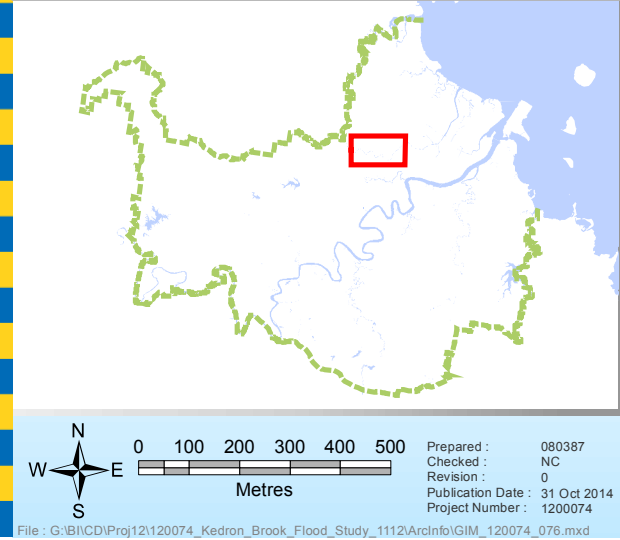 N
W E
S
0 100 200 300 400 500
Metres
Prepared : 080387
Checked : NC
Revision : 0
Publication Date : 31 Oct 2014
Project Number : 1200074
File : G:\BI\CD\Proj12\120074_Kedron_Brook_Flood_Study_1112\ArcInfo\GIM_120074_076.mxd